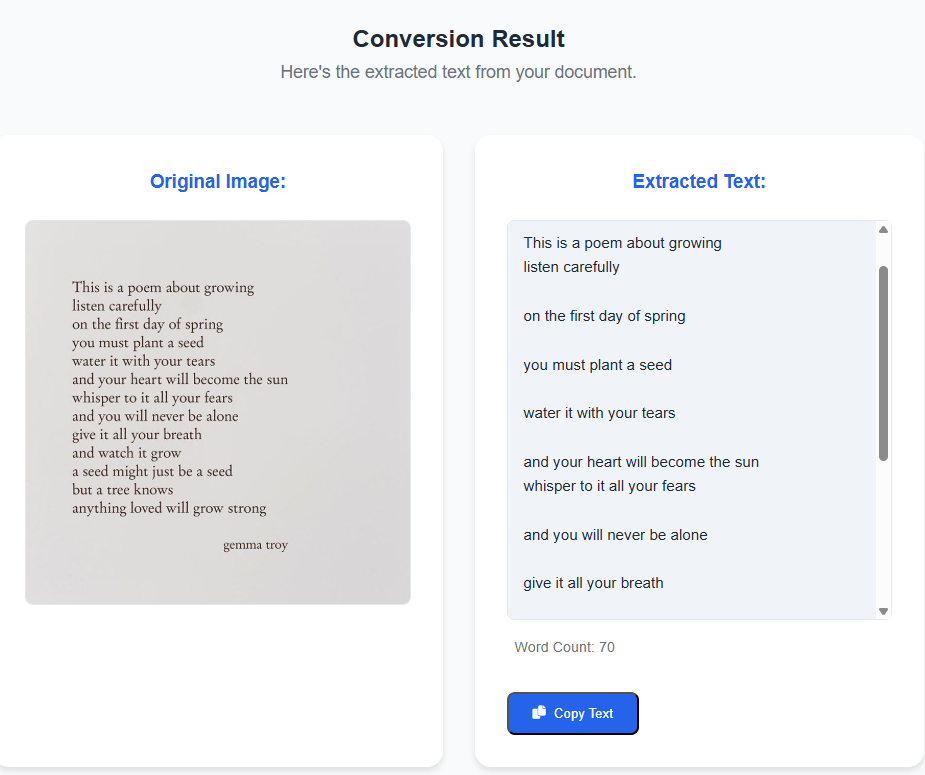 Conversion Result
Here's the extracted text from your document.
Original Image:
This is a poem about growing
listen carefully
on the first day of spring
you must plant a seed
water it with your tears
and your heart will become the sun
whisper to it all your fears
and you will never be alone
give it all your breath
and watch it grow
a seed might just be a seed
but a tree knows
anything loved will grow strong
gemma troy
Extracted Text:
This is a poem about growing
listen carefully
on the first day of spring
you must plant a seed
water it with your tears
and your heart will become the sun
whisper to it all your fears
and you will never be alone
give it all your breath
Word Count: 70
Copy Text